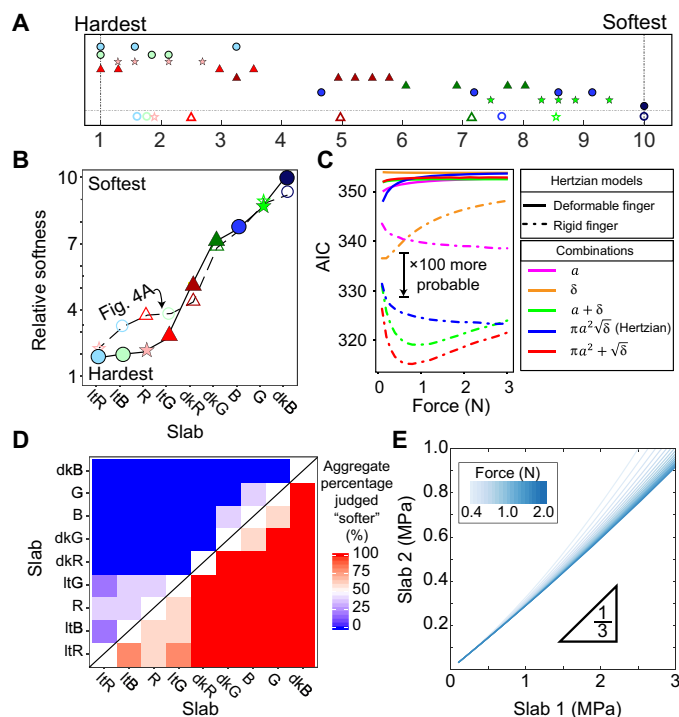 A
Hardest
Softest
1 2 3 4 5 6 7 8 9 10
B
Relative softness
10
7
4
1
Softest
Fig. 4A
Hardest
ltR ltB R ltG dkR dkG B G dkB
Slab
C
AIC
350
340
330
320
×100 more
probable
0 1 2 3
Force (N)
Hertzian models
Deformable finger
Rigid finger
Combinations
a
δ
a + δ
πa²√δ (Hertzian)
πa² + √δ
D
Slab
dkB
G
B
dkG
dkR
ltG
R
ltB
ltR
ltR ltB R ltG dkR dkG B G dkB
Slab
Aggregate
percentage
judged
“softer”
(%)
100
75
50
25
0
E
Slab 2 (MPa)
1.0
0.8
0.6
0.4
0.2
Force (N)
0.4 1.0 2.0
1
3
0 1 2 3
Slab 1 (MPa)